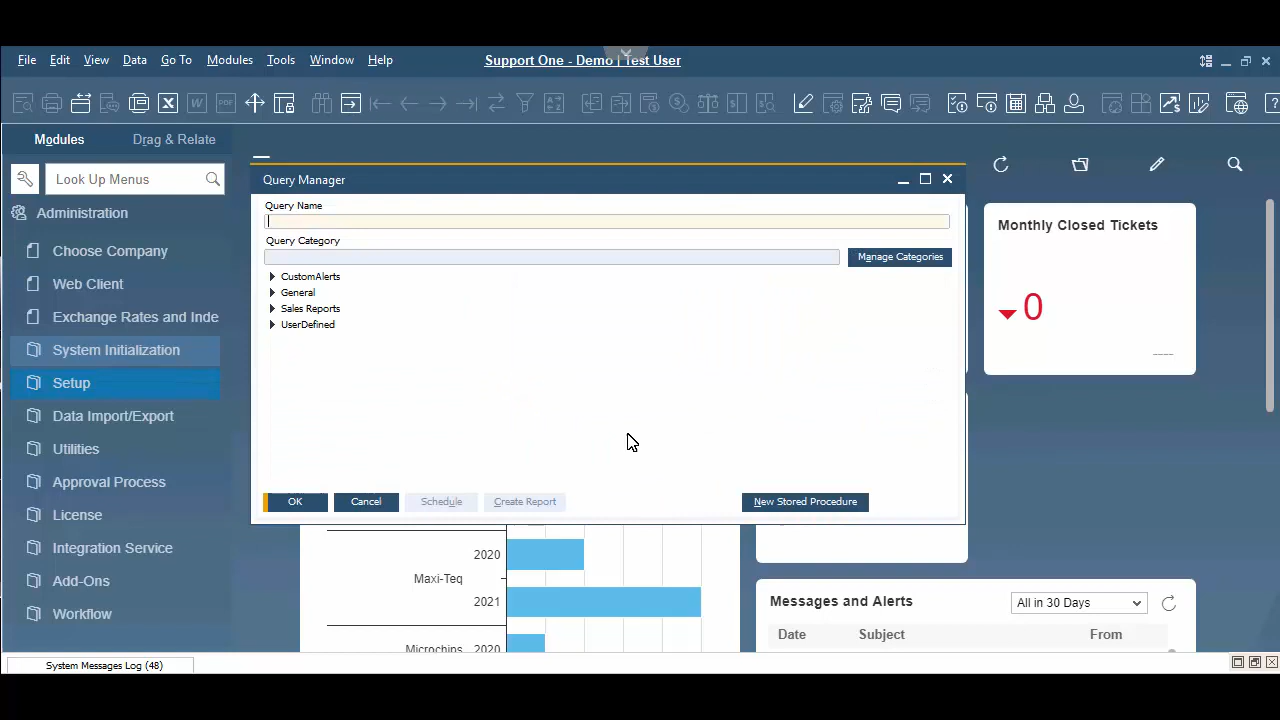 File Edit View Data Go To Modules Tools Window Help Support One - Demo | Test User
Modules Drag & Relate
Look Up Menus
Administration
Choose Company
Web Client
Exchange Rates and Inde
System Initialization
Setup
Data Import/Export
Utilities
Approval Process
License
Integration Service
Add-Ons
Workflow
Query Manager
Query Name
Query Category
Manage Categories
CustomAlerts
General
Sales Reports
UserDefined
OK Cancel Schedule Create Report New Stored Procedure
Monthly Closed Tickets
0
2020
Maxi-Teq
2021
Microchips 2020
Messages and Alerts All in 30 Days
Date Subject From
System Messages Log (48)